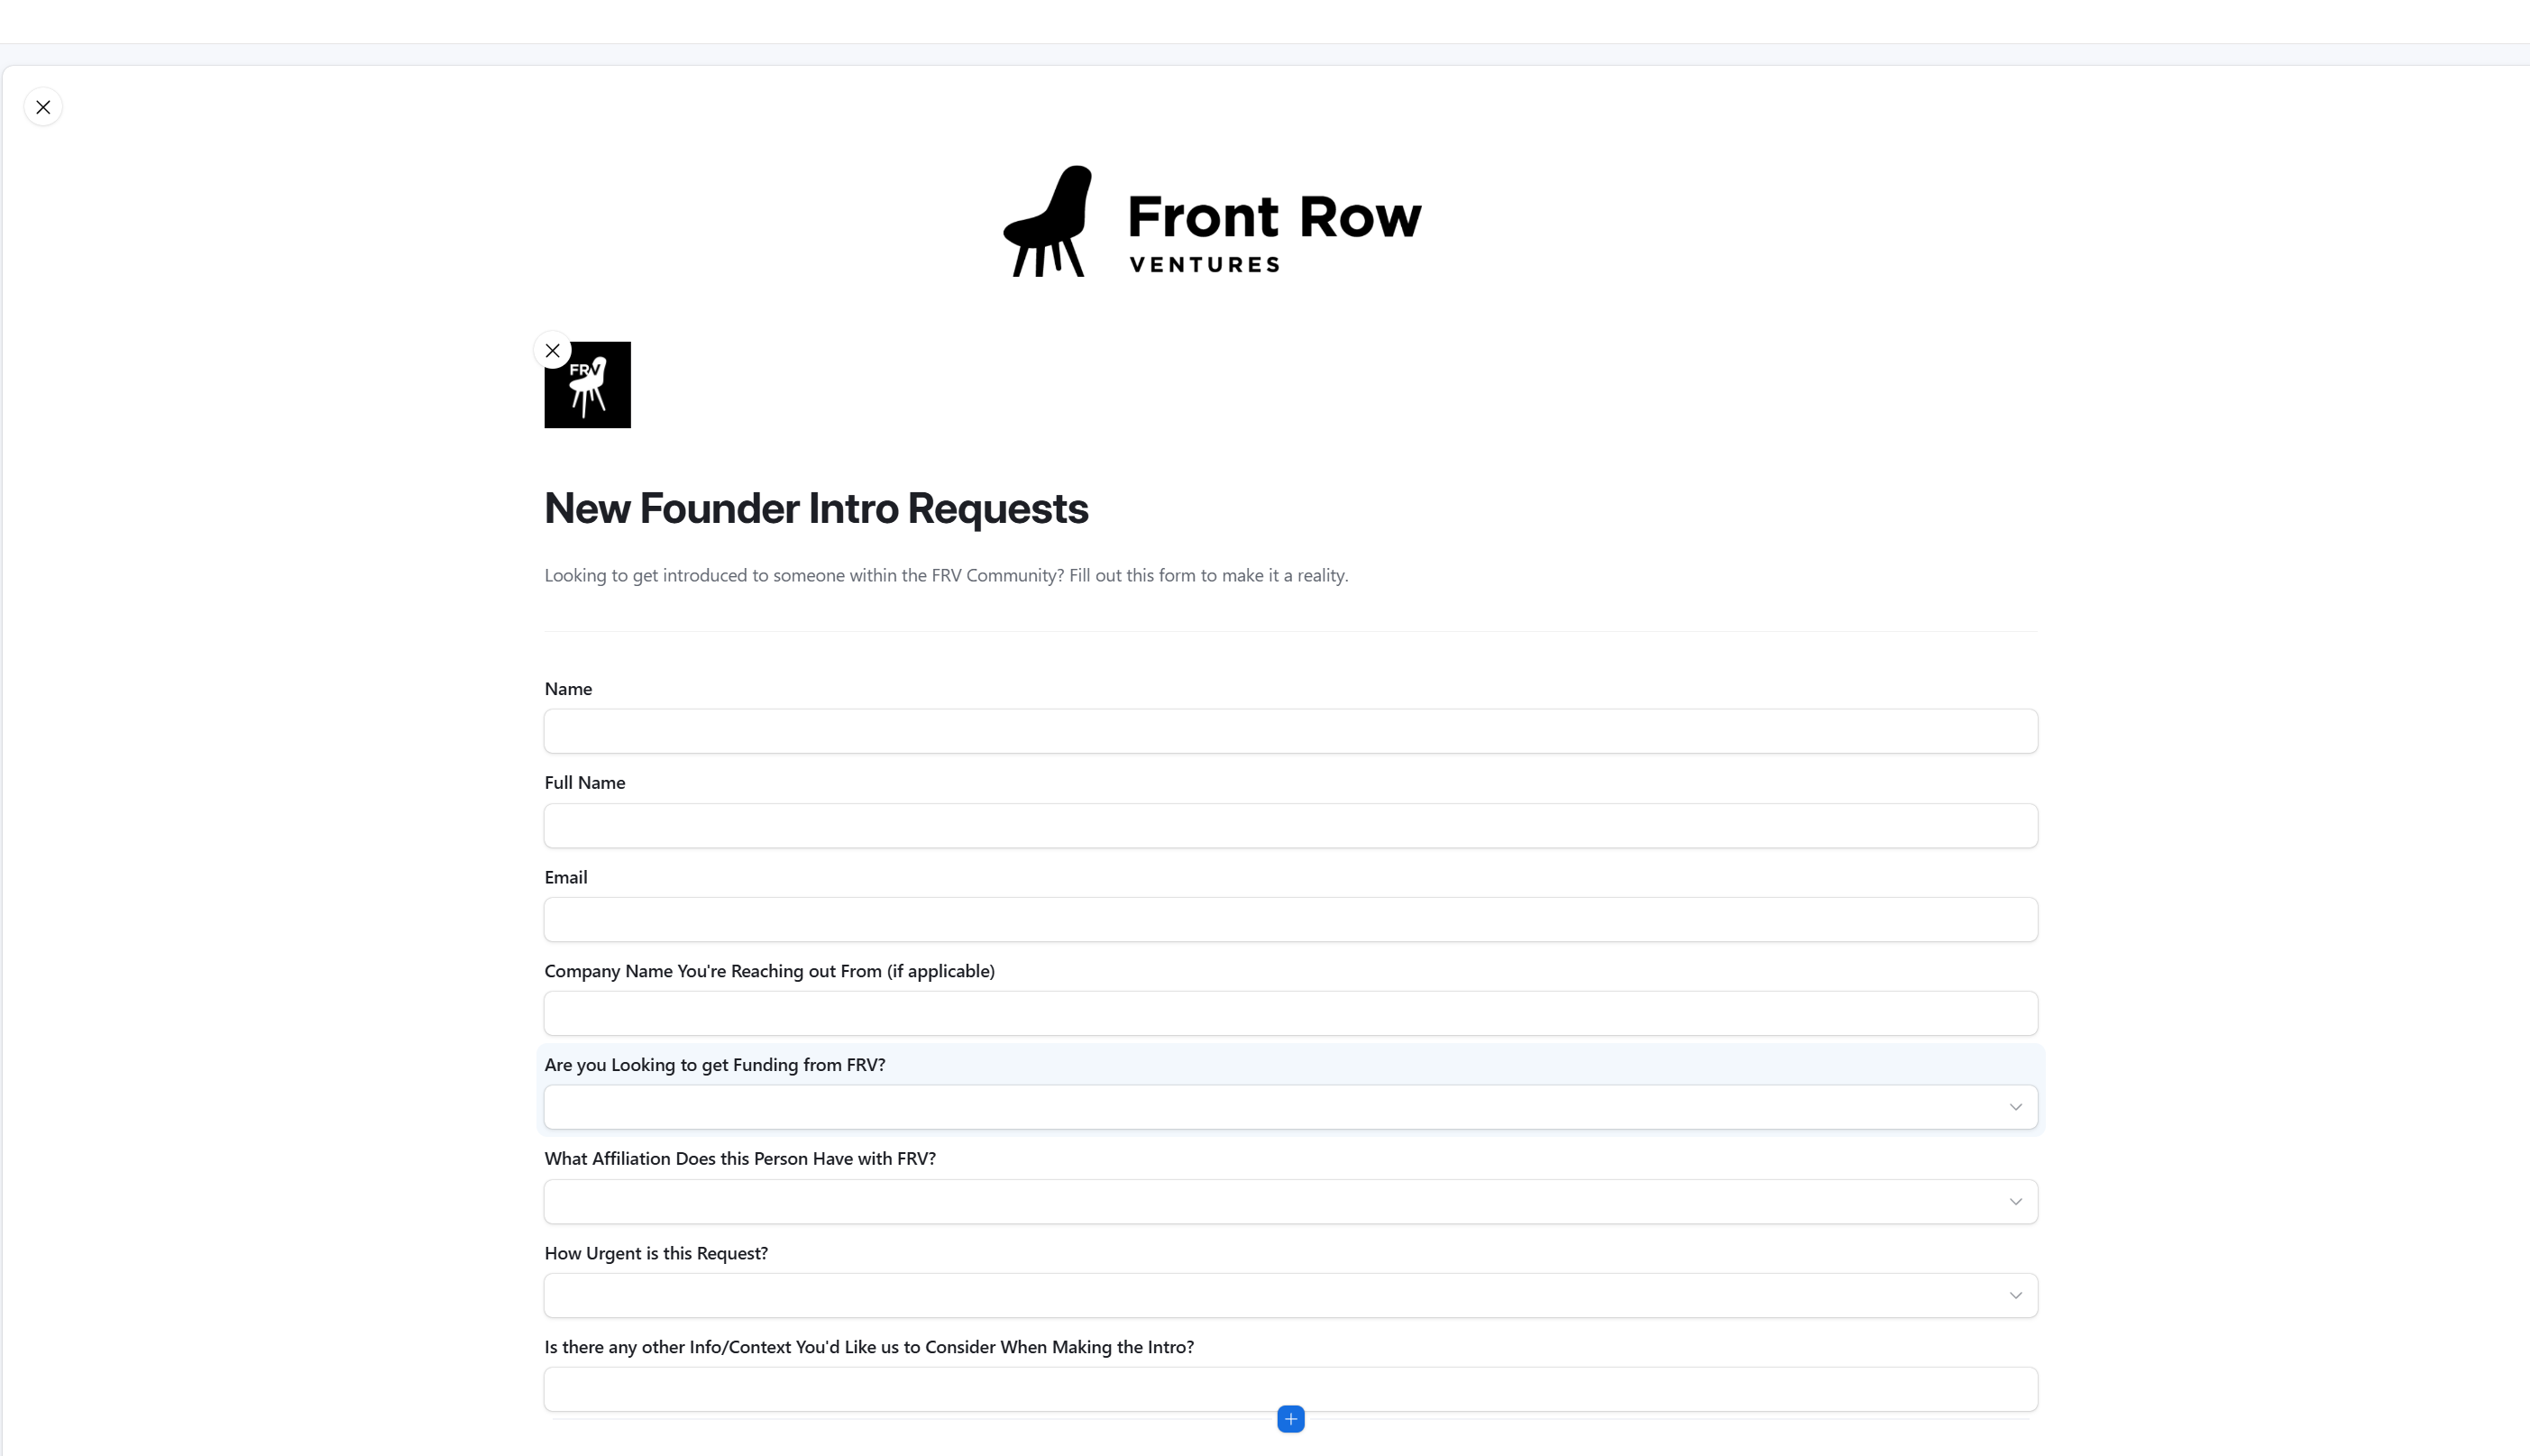 Front Row
VENTURES
FRV
New Founder Intro Requests
Looking to get introduced to someone within the FRV Community? Fill out this form to make it a reality.
Name
Full Name
Email
Company Name You're Reaching out From (if applicable)
Are you Looking to get Funding from FRV?
What Affiliation Does this Person Have with FRV?
How Urgent is this Request?
Is there any other Info/Context You'd Like us to Consider When Making the Intro?